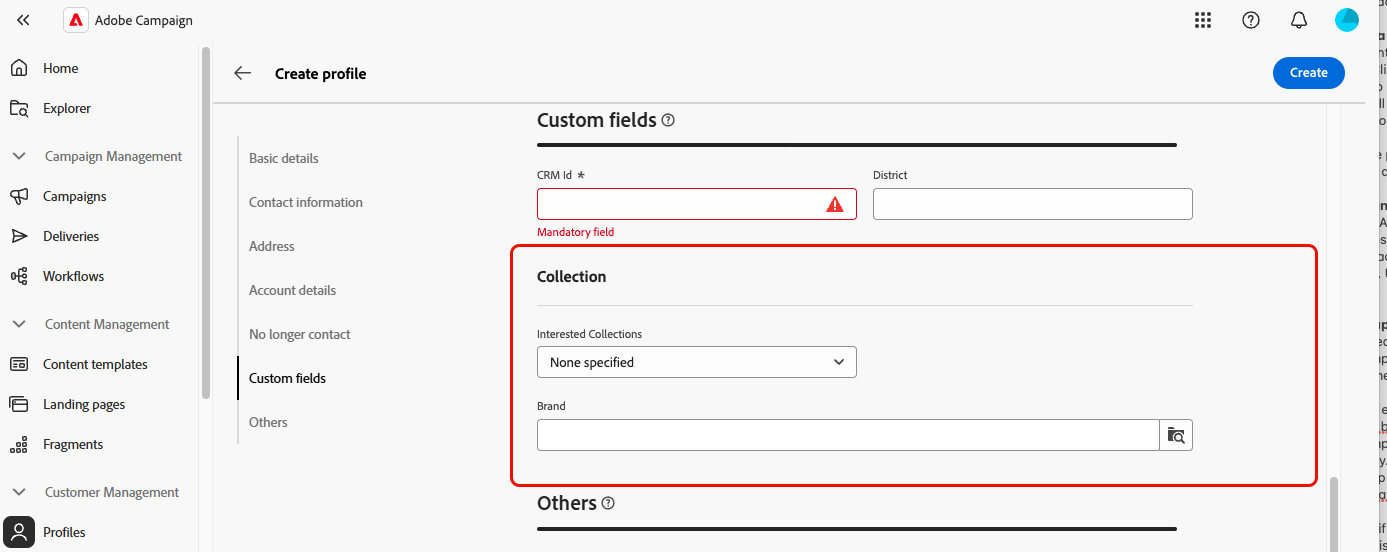 Adobe Campaign
Home
Explorer
Campaign Management
Campaigns
Deliveries
Workflows
Content Management
Content templates
Landing pages
Fragments
Customer Management
Profiles
Create profile
Create
Basic details
Contact information
Address
Account details
No longer contact
Custom fields
Others
Custom fields
CRM Id *
District
Mandatory field
Collection
Interested Collections
None specified
Brand
Others